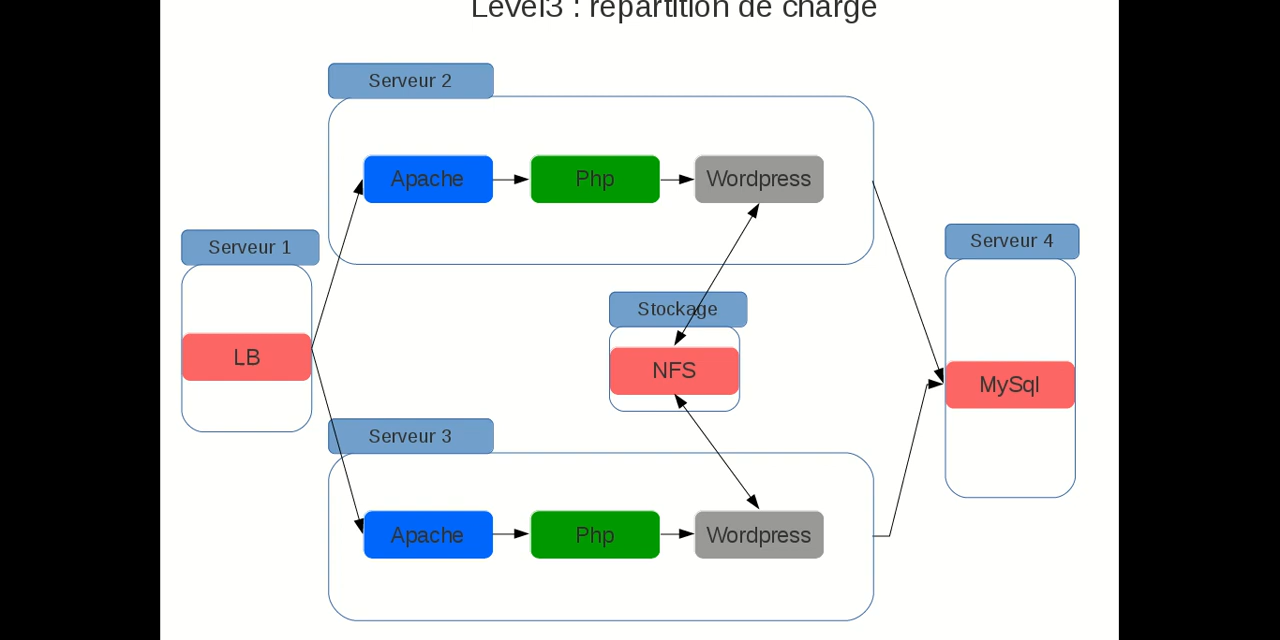 Level3 : répartition de charge
Serveur 2
Apache
Php
Wordpress
Serveur 1
LB
Stockage
NFS
Serveur 4
MySql
Serveur 3
Apache
Php
Wordpress